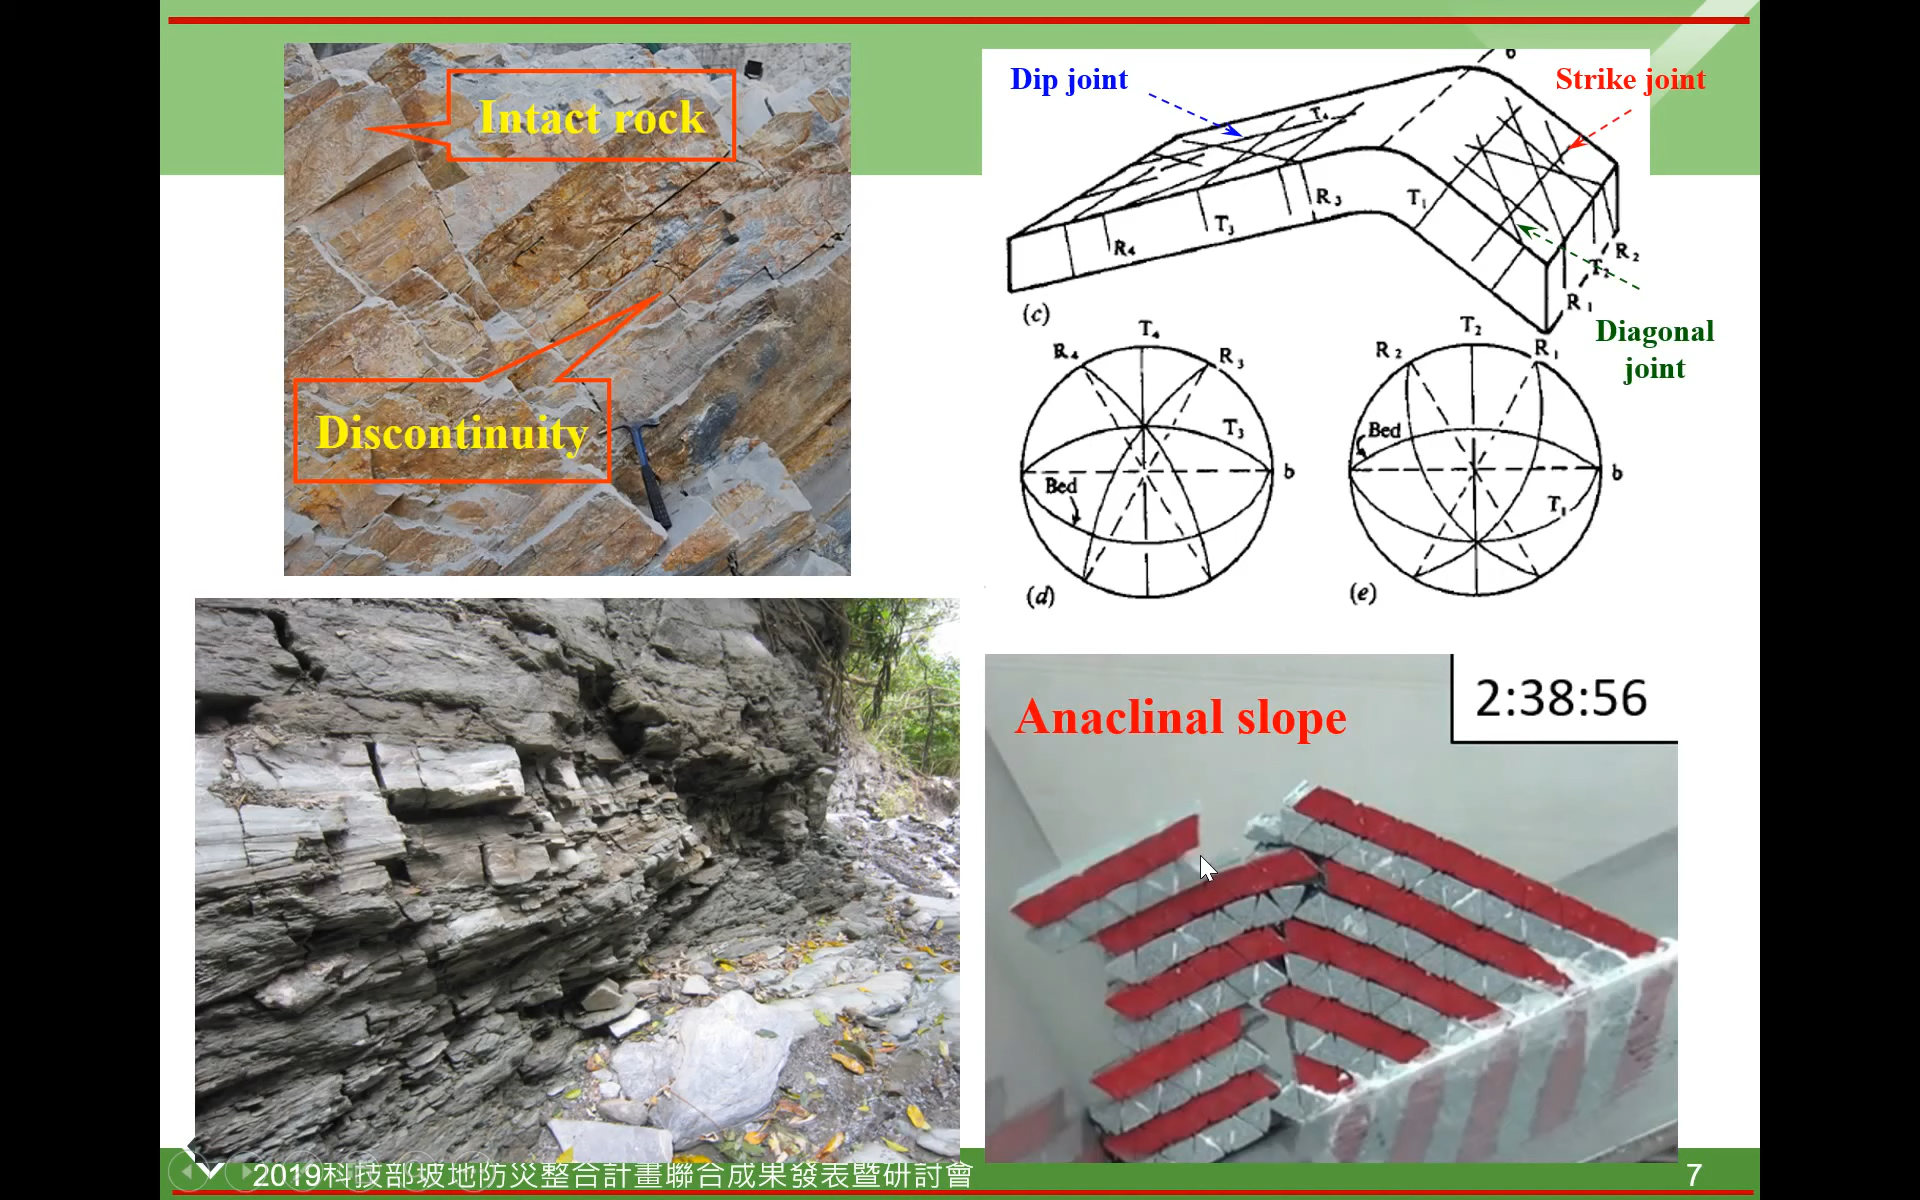 Intact rock
Discontinuity
Dip joint
Strike joint
Diagonal
joint
6
T₄
R₃
T₃
R₄
T₁
R₂
T₂
R₁
(c)
T₄
R₄
R₃
T₃
b
Bed
(d)
T₂
R₂
R₁
Bed
b
T₁
(e)
Anaclinal slope
2:38:56
2019科技部坡地防災整合計畫聯合成果發表暨研討會
7